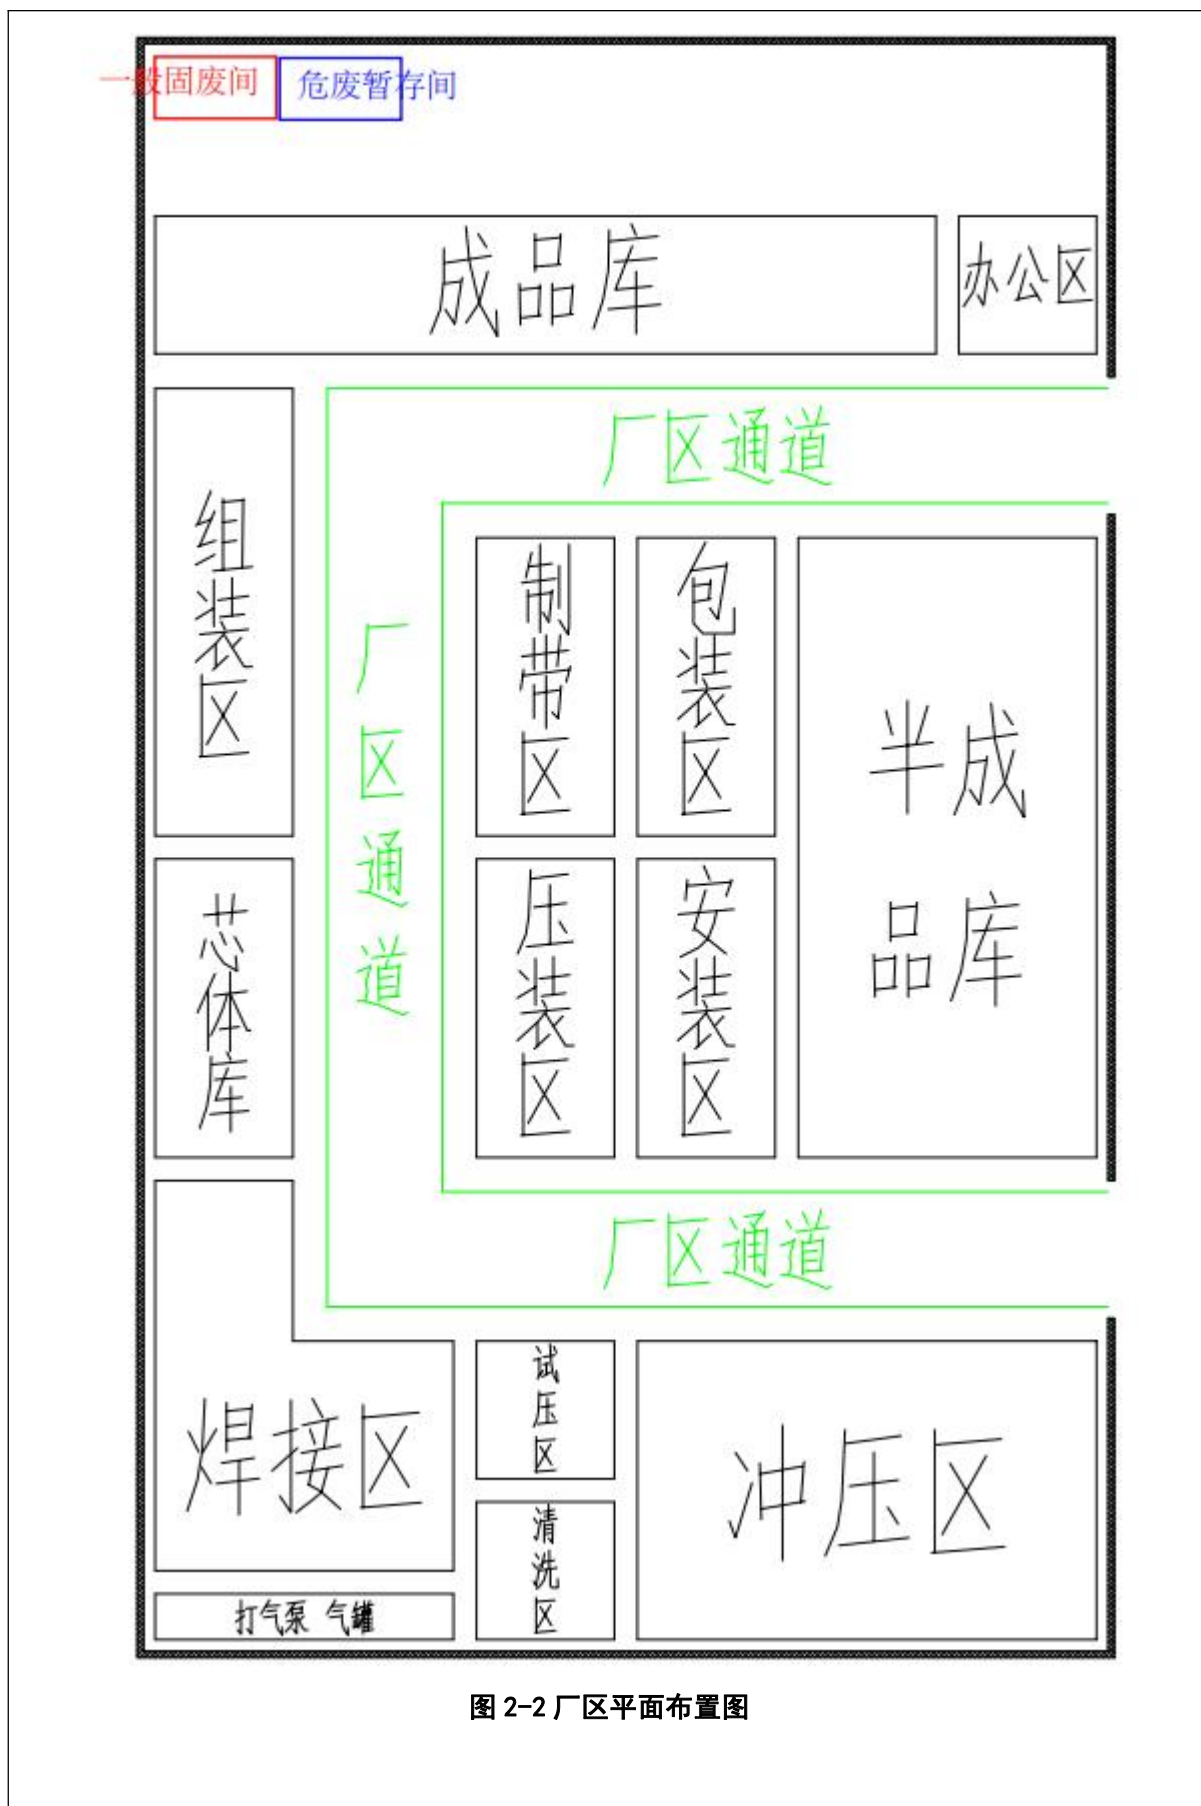 一般固废间
危废暂存间
成品库
办公区
厂区通道
组装区
厂区通道
制带区
包装区
半成
品库
芯体库
压装区
安装区
厂区通道
焊接区
试压区
清洗区
冲压区
打气泵 气罐
图 2-2 厂区平面布置图